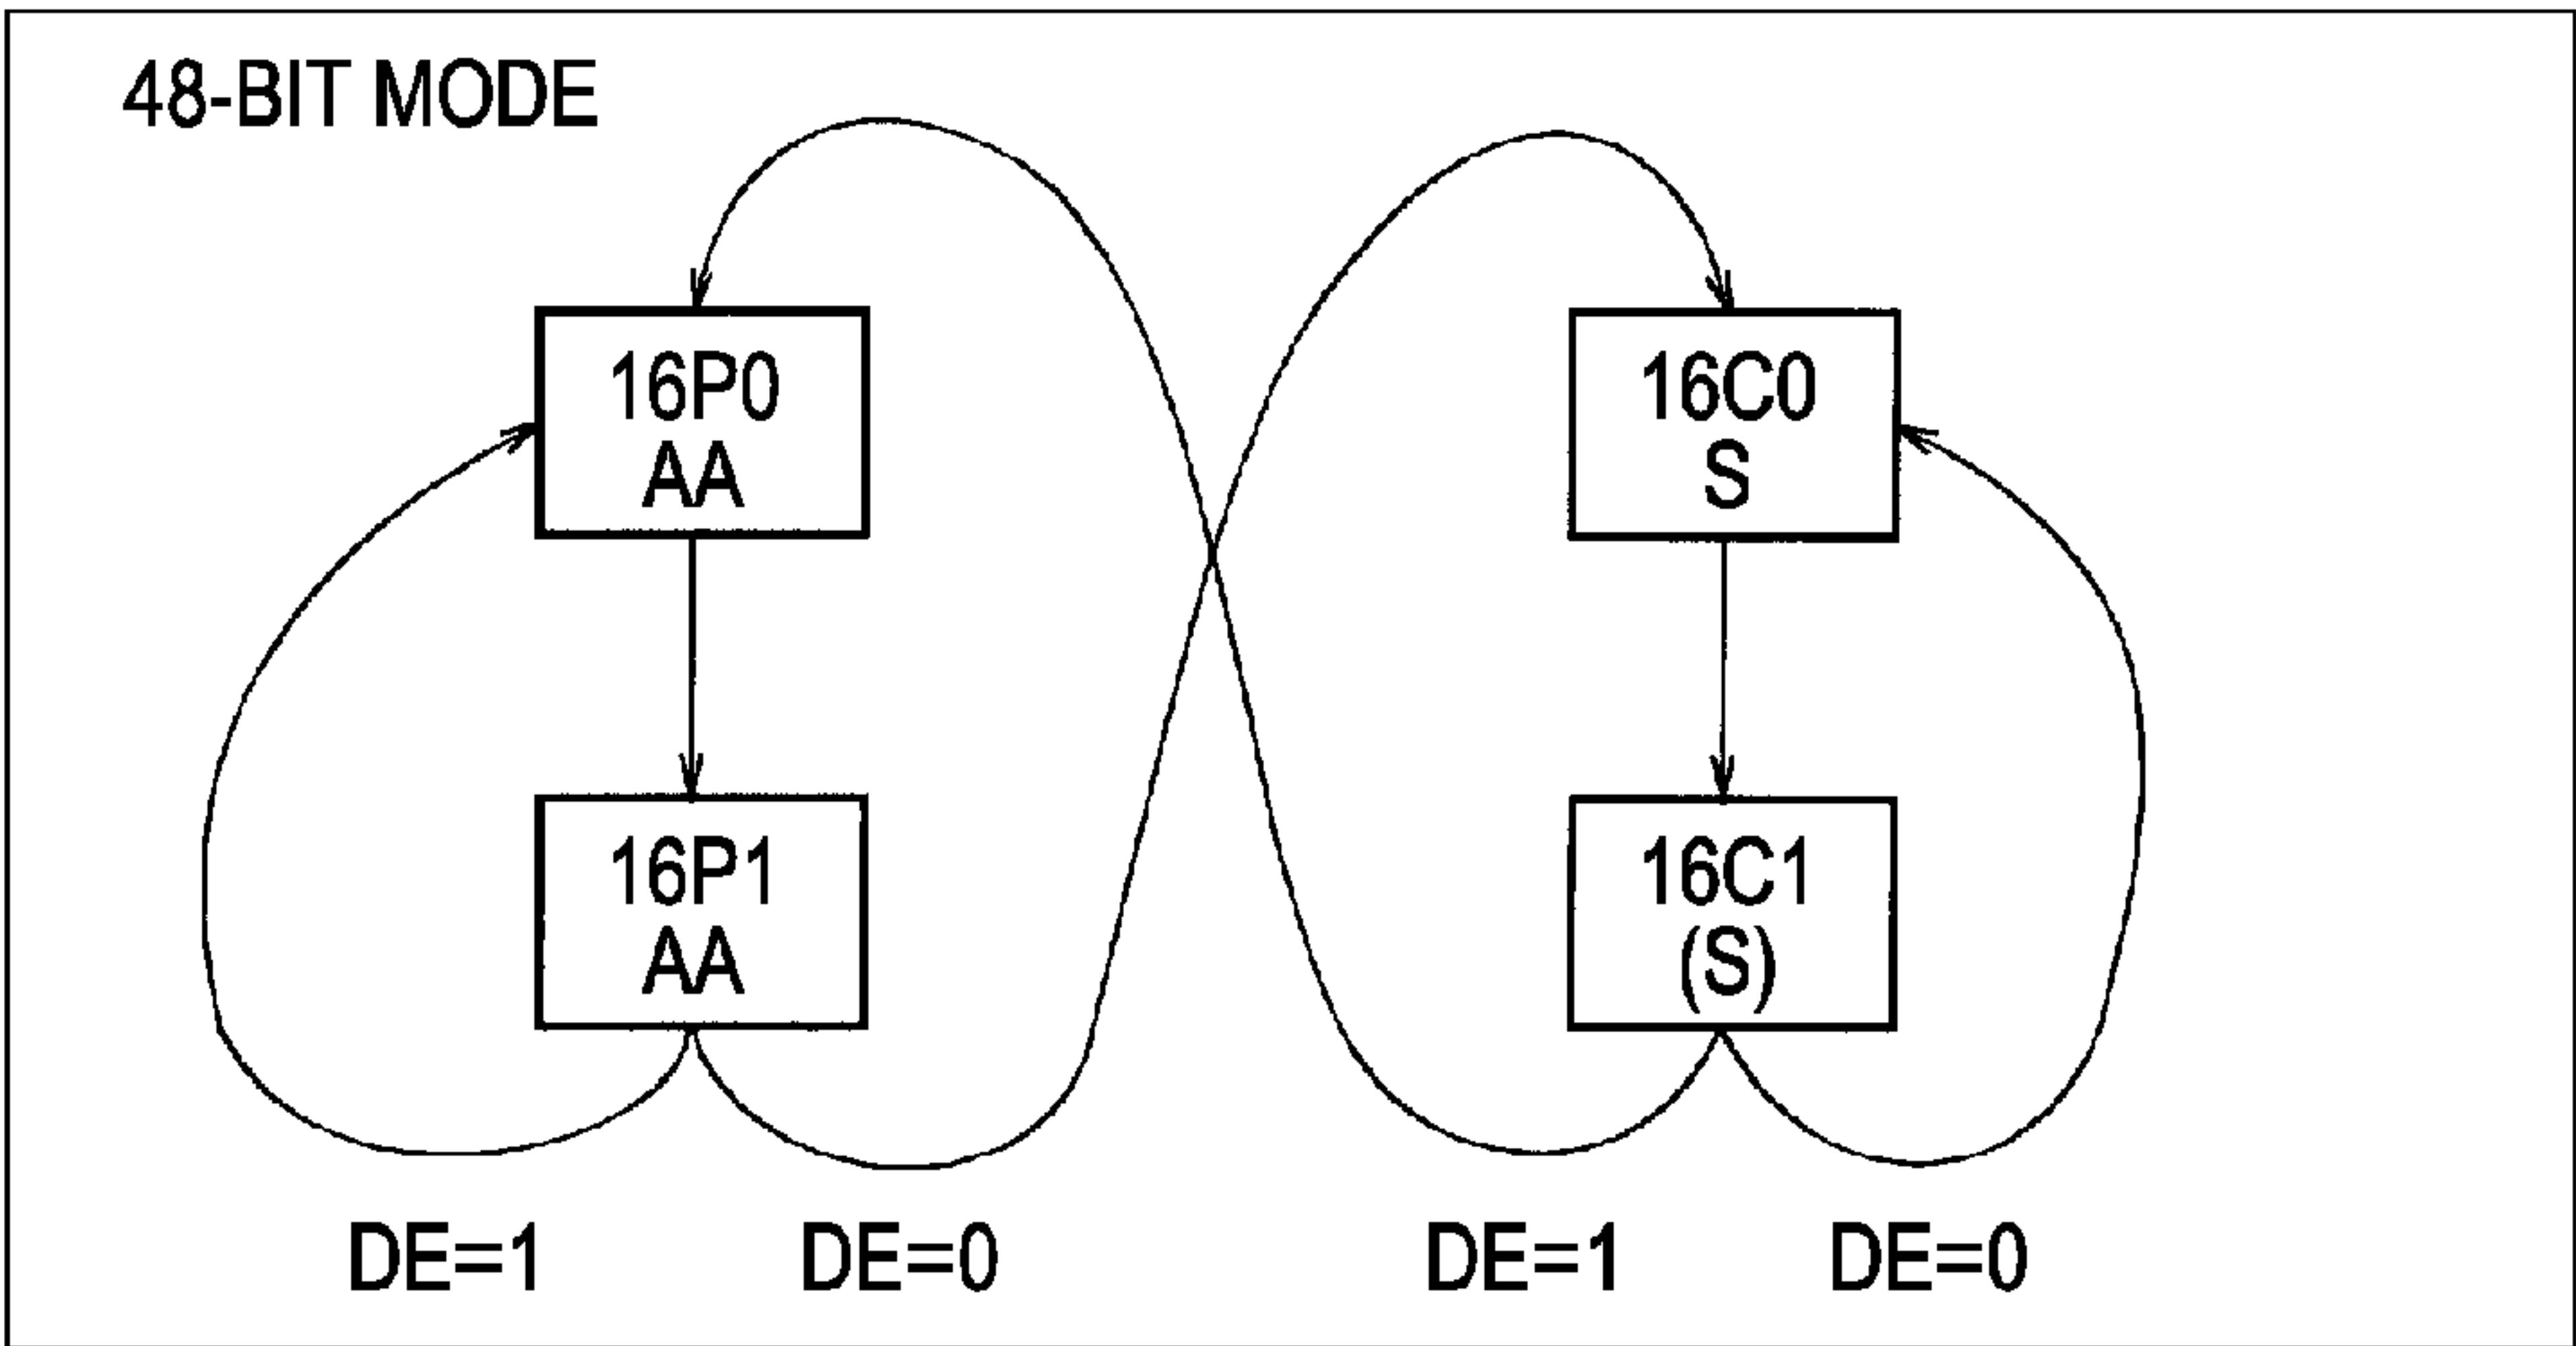 48-BIT MODE
16P0
AA
16C0
S
16P1
AA
16C1
(S)
DE=1
DE=0
DE=1
DE=0